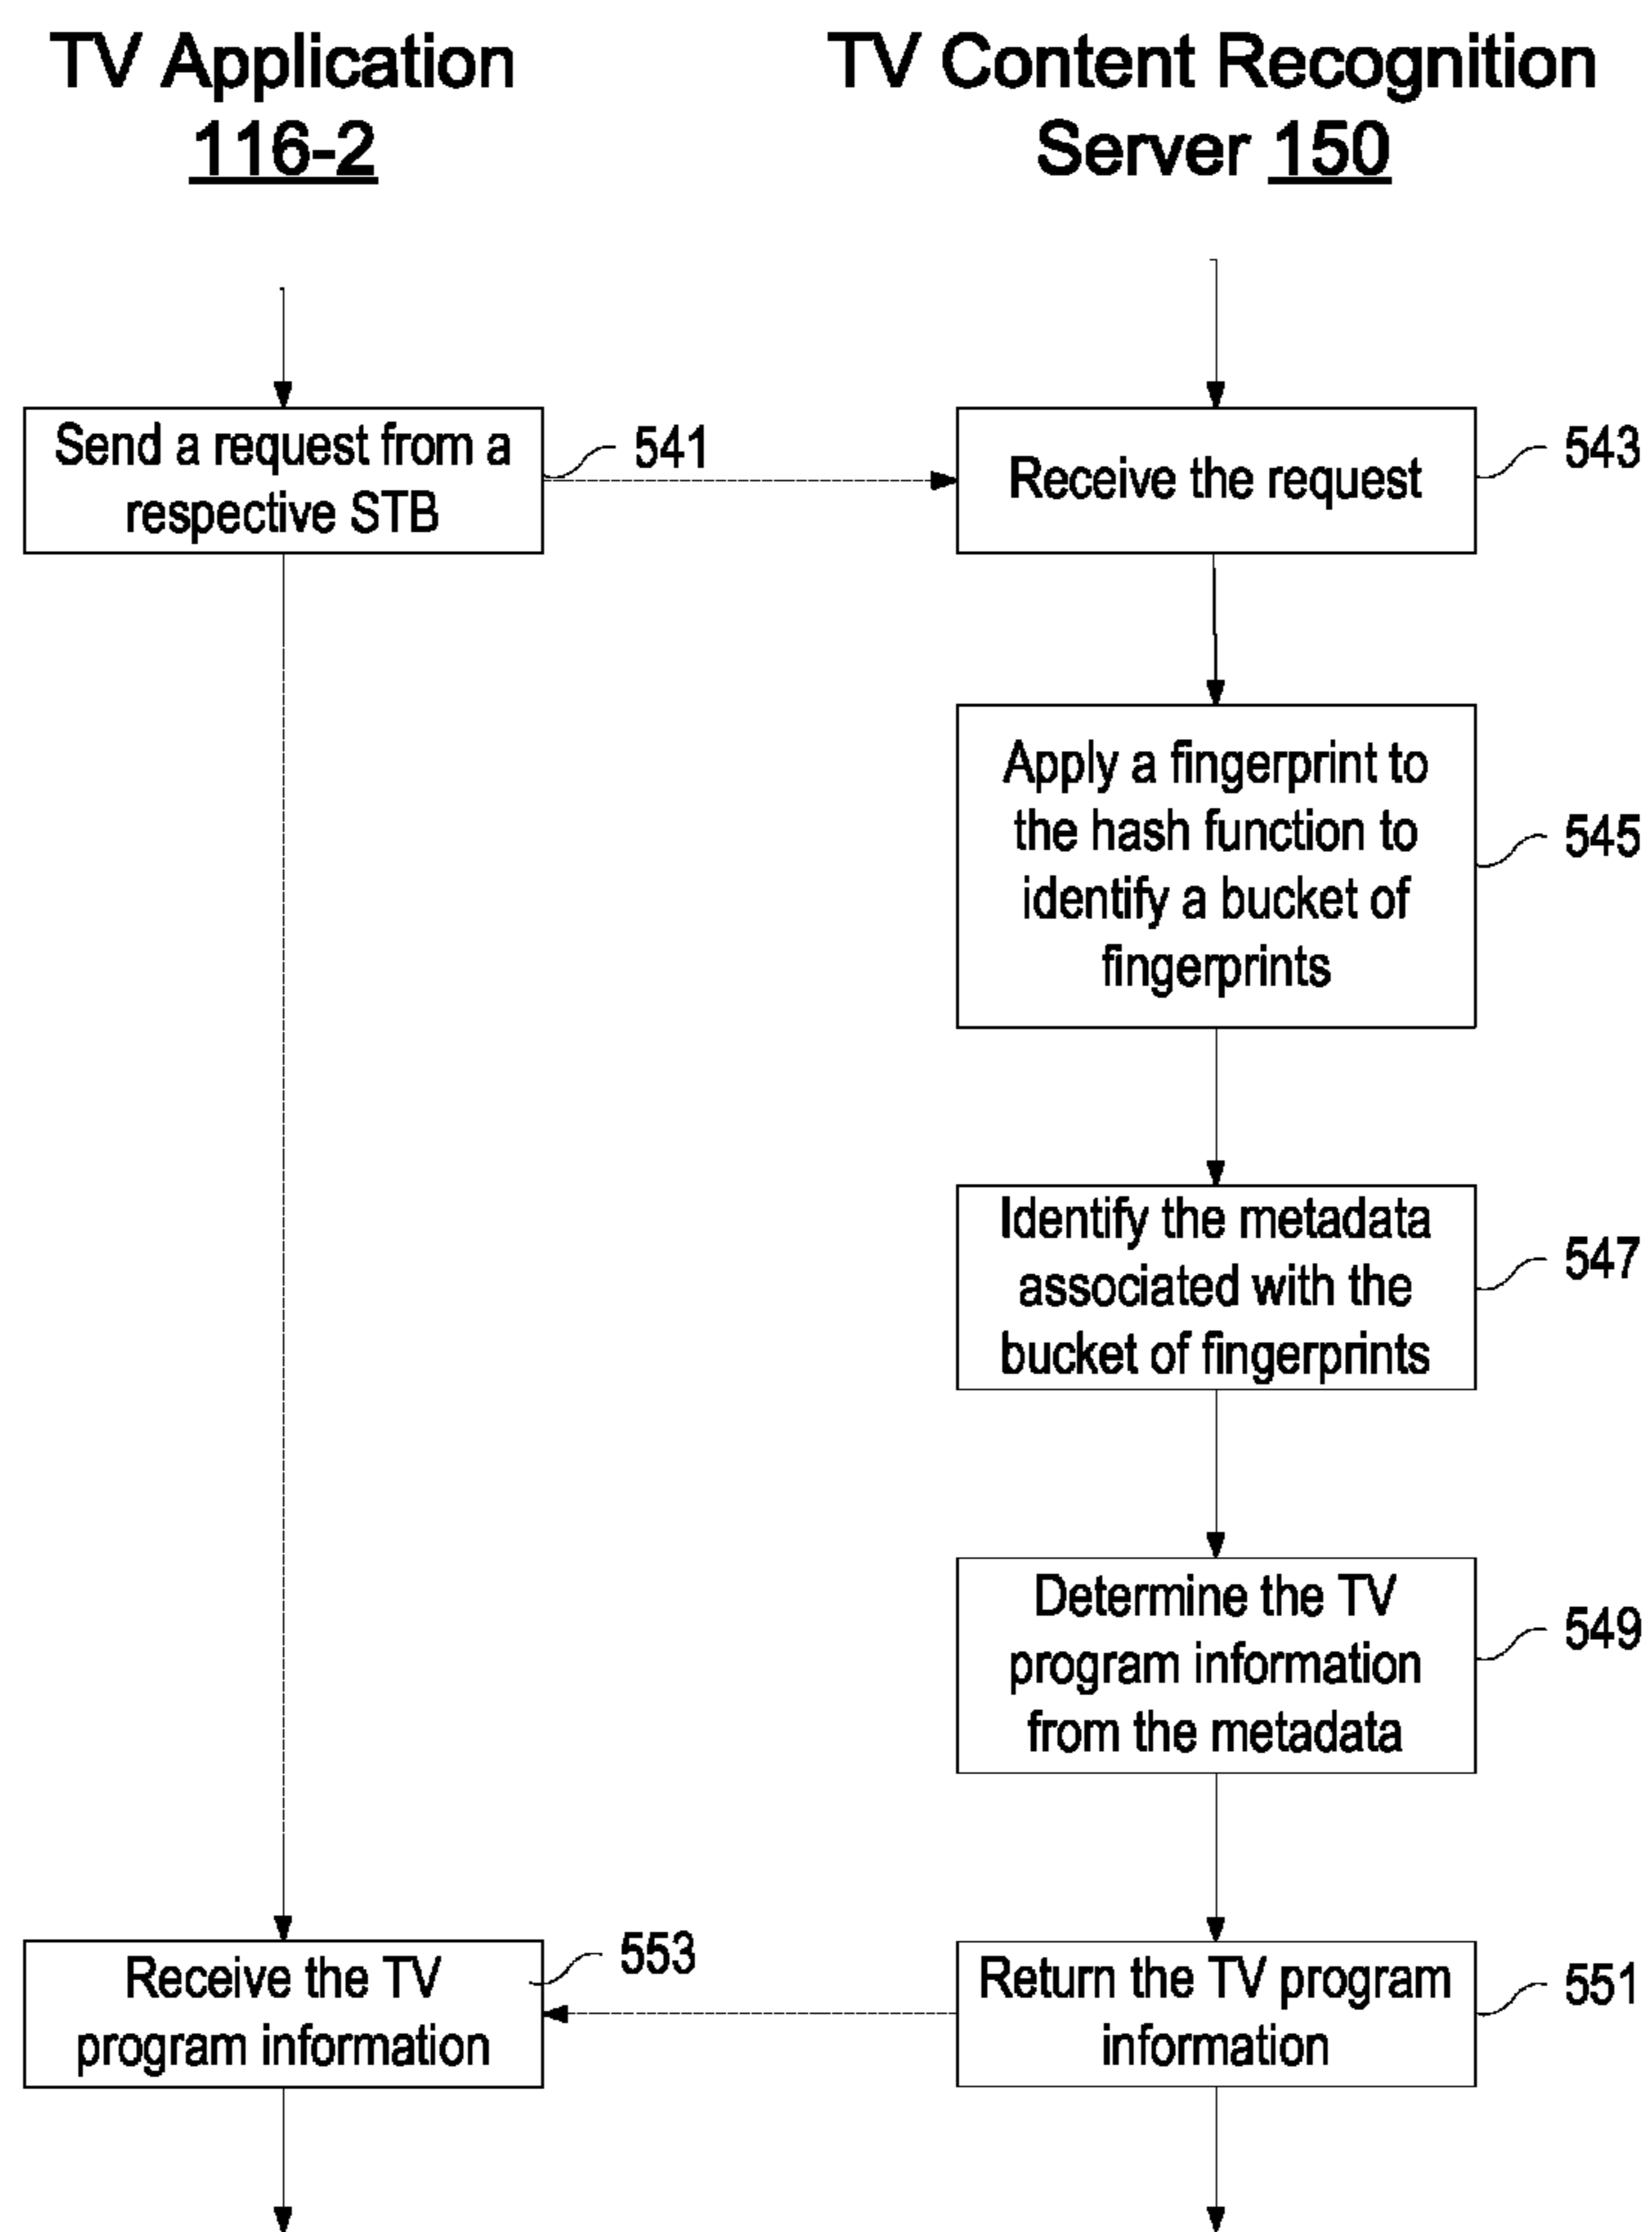 TV Application
116-2
TV Content Recognition
Server 150
Send a request from a
respective STB
541
Receive the request
543
Apply a fingerprint to
the hash function to
identify a bucket of
fingerprints
545
Identify the metadata
associated with the
bucket of fingerprints
547
Determine the TV
program information
from the metadata
549
Receive the TV
program information
553
Return the TV program
information
551